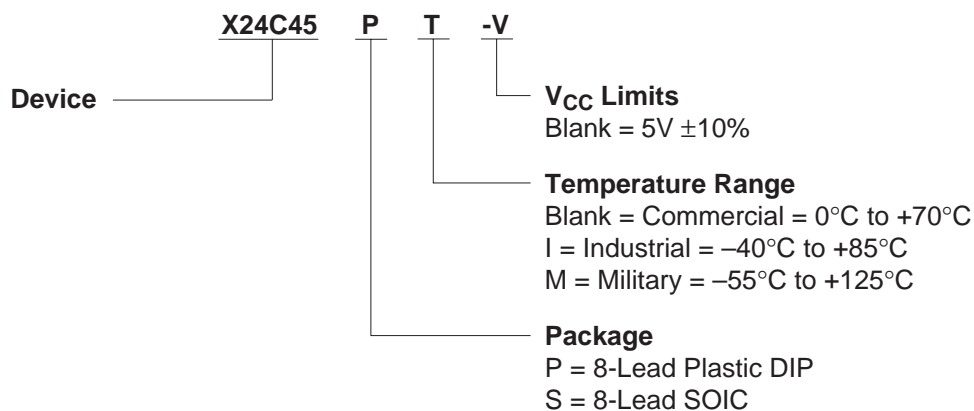 X24C45 P T -V
Device
VCC Limits
Blank = 5V ±10%
Temperature Range
Blank = Commercial = 0°C to +70°C
I = Industrial = –40°C to +85°C
M = Military = –55°C to +125°C
Package
P = 8-Lead Plastic DIP
S = 8-Lead SOIC